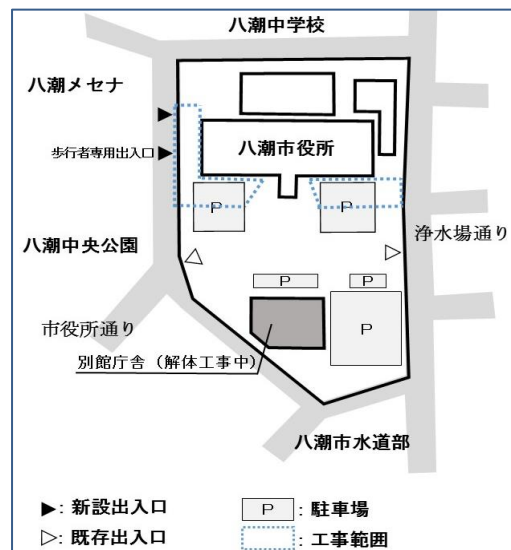 八潮中学校
八潮メセナ
歩行者専用出入口
八潮市役所
P
P
八潮中央公園
浄水場通り
P
P
市役所通り
P
別館庁舎（解体工事中）
八潮市水道部
▶: 新設出入口
P : 駐車場
▷: 既存出入口
: 工事範囲